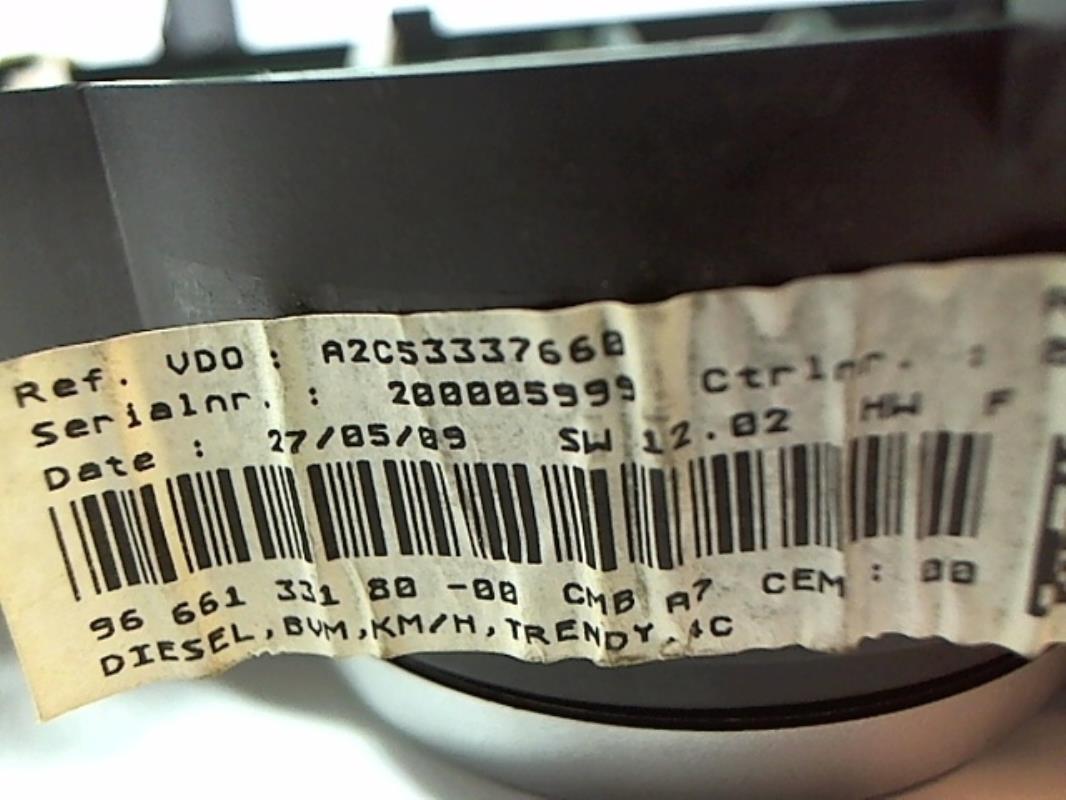 Ref. VDO : A2C53337660
Serialnr. : 200005999 Ctrlnr. :
Date : 27/05/09 SW 12.02 HW F
96 661 331 80 -00 CMB A7 CEM : 00
DIESEL,BVM,KM/H,TRENDY,